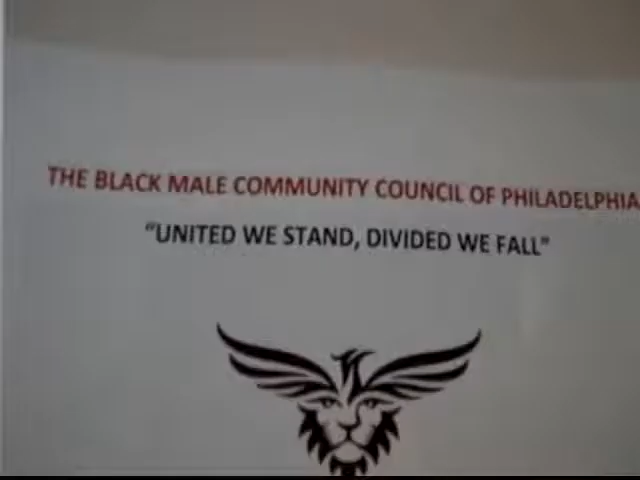 THE BLACK MALE COMMUNITY COUNCIL OF PHILADELPHIA
"UNITED WE STAND, DIVIDED WE FALL"